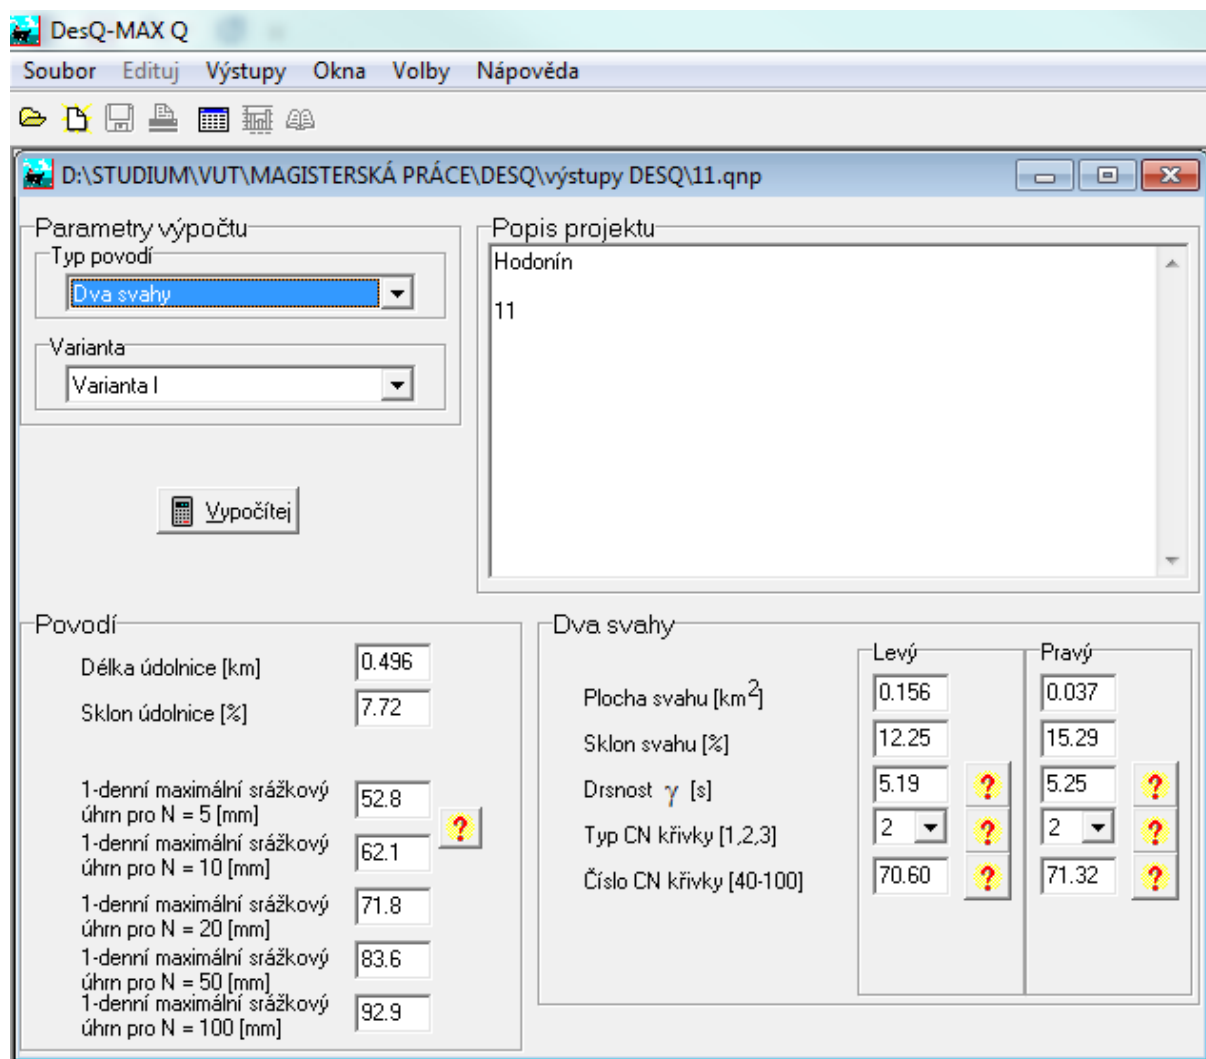 DesQ-MAX Q
Soubor Edituj Výstupy Okna Volby Nápověda
D:\STUDIUM\VUT\MAGISTERSKÁ PRÁCE\DESQ\výstupy DESQ\11.qnp
Parametry výpočtu
Typ povodí
Dva svahy
Varianta
Varianta I
Vypočítej
Popis projektu
Hodonín
11
Povodí
Délka údolnice [km] 0.496
Sklon údolnice [%] 7.72
1-denní maximální srážkový
úhrn pro N = 5 [mm] 52.8
?
1-denní maximální srážkový
úhrn pro N = 10 [mm] 62.1
1-denní maximální srážkový
úhrn pro N = 20 [mm] 71.8
1-denní maximální srážkový
úhrn pro N = 50 [mm] 83.6
1-denní maximální srážkový
úhrn pro N = 100 [mm] 92.9
Dva svahy
Levý Pravý
Plocha svahu [km2] 0.156 0.037
Sklon svahu [%] 12.25 15.29
Drsnost γ [s] 5.19 ? 5.25 ?
Typ CN křivky [1,2,3] 2 ? 2 ?
Číslo CN křivky [40-100] 70.60 ? 71.32 ?